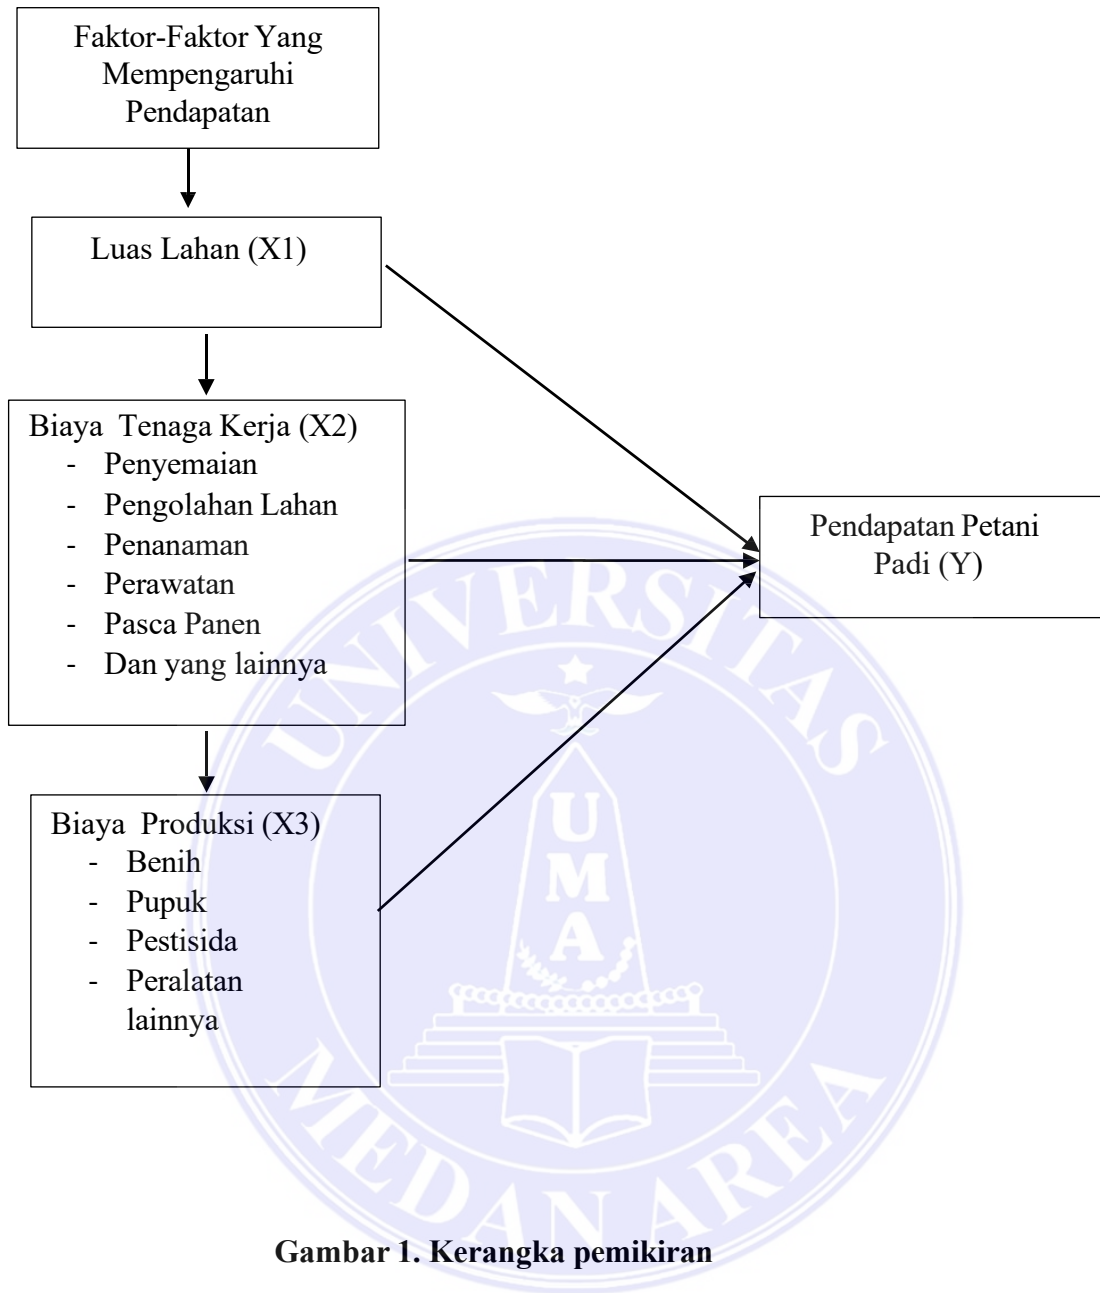 Faktor-Faktor Yang
Mempengaruhi
Pendapatan
Luas Lahan (X1)
Biaya Tenaga Kerja (X2)
- Penyemaian
- Pengolahan Lahan
- Penanaman
- Perawatan
- Pasca Panen
- Dan yang lainnya
Pendapatan Petani
Padi (Y)
Biaya Produksi (X3)
- Benih
- Pupuk
- Pestisida
- Peralatan
lainnya
UNIVERSITAS
UMA
MEDAN AREA
Gambar 1. Kerangka pemikiran